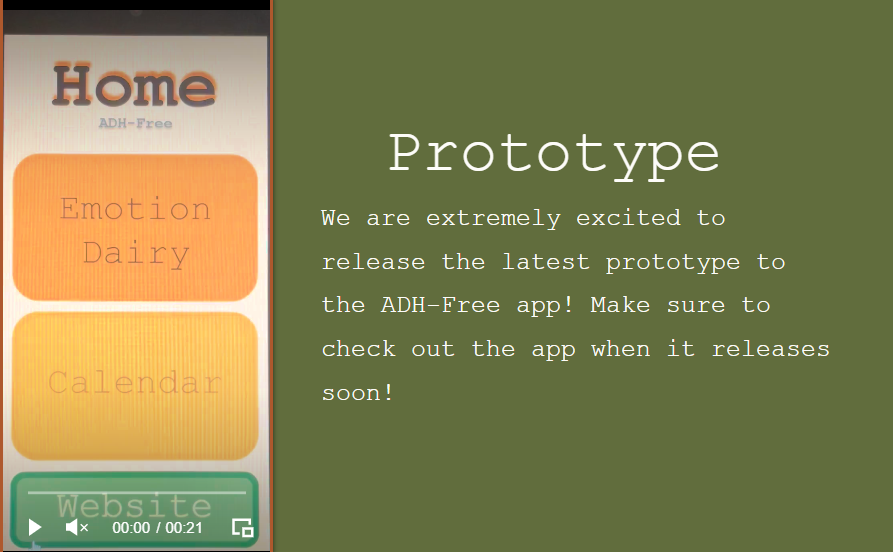 Home
ADH-Free
Emotion
Dairy
Calendar
Website
00:00 / 00:21
Prototype
We are extremely excited to
release the latest prototype to
the ADH-Free app! Make sure to
check out the app when it releases
soon!